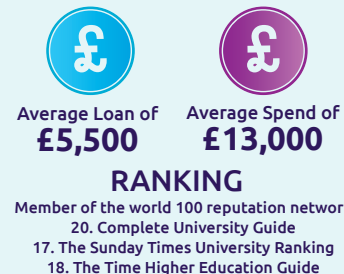 £ £
Average Loan of Average Spend of
£5,500 £13,000
RANKING
Member of the world 100 reputation networ
20. Complete University Guide
17. The Sunday Times University Ranking
18. The Time Higher Education Guide